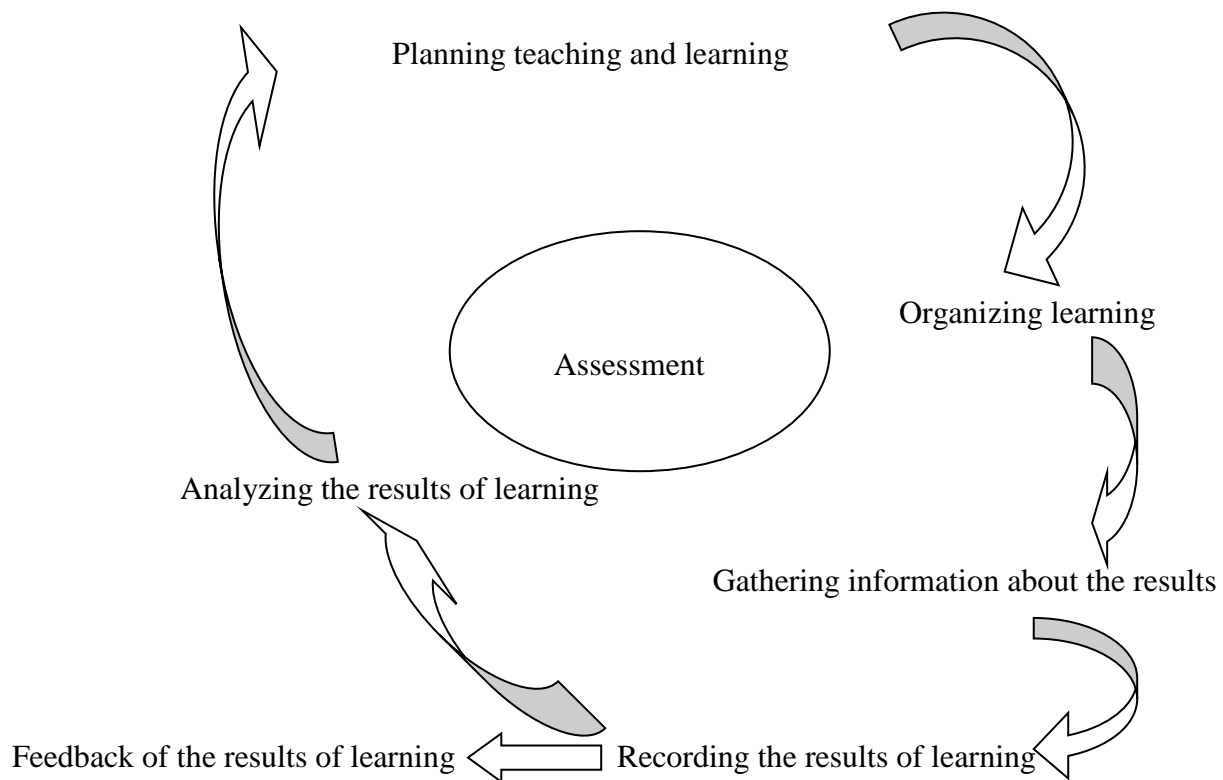 Planning teaching and learning
Organizing learning
Assessment
Analyzing the results of learning
Gathering information about the results
Feedback of the results of learning
Recording the results of learning